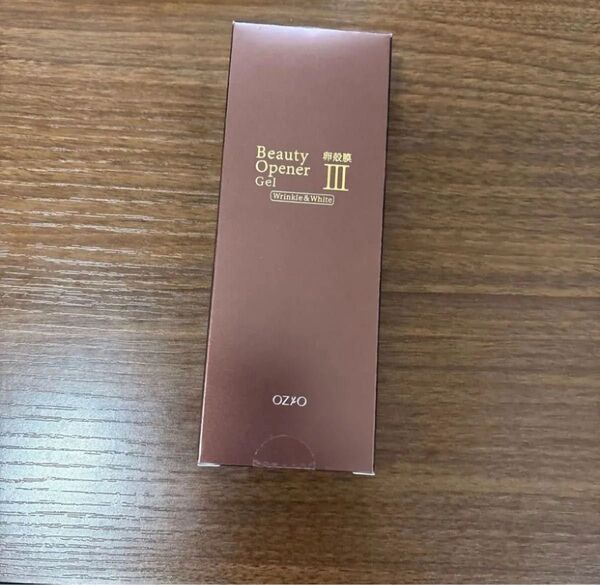 Beauty
Opener
Gel
卵殻膜
III
Wrinkle & White
OZIO